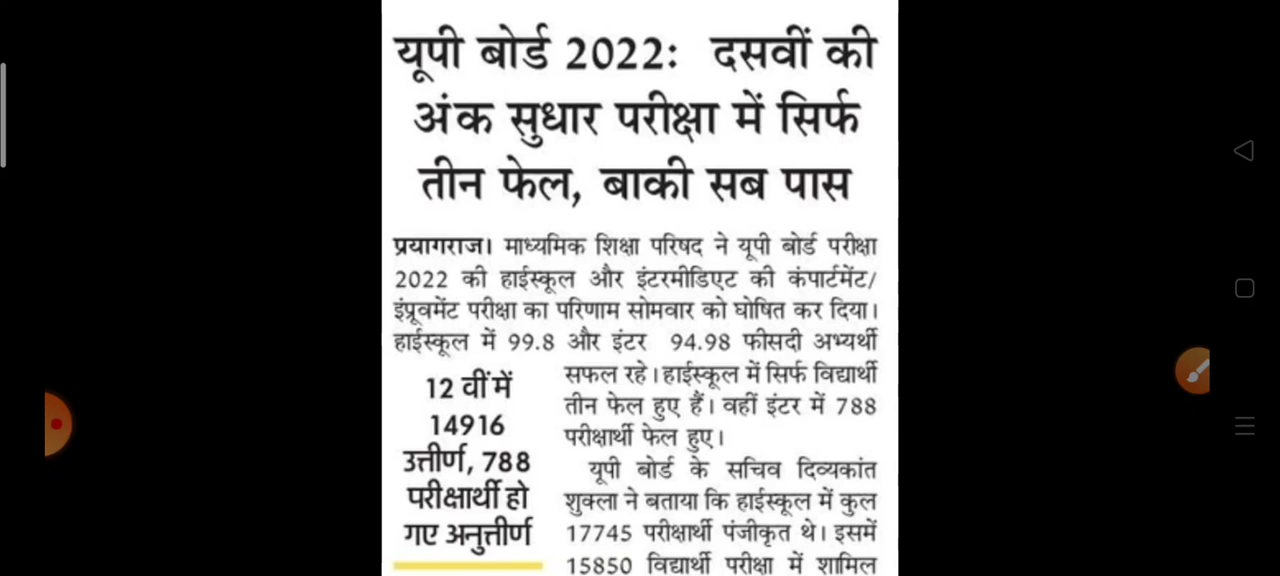 यूपी बोर्ड 2022: दसवीं की
अंक सुधार परीक्षा में सिर्फ
तीन फेल, बाकी सब पास
प्रयागराज। माध्यमिक शिक्षा परिषद ने यूपी बोर्ड परीक्षा
2022 की हाईस्कूल और इंटरमीडिएट की कंपार्टमेंट/
इंप्रूवमेंट परीक्षा का परिणाम सोमवार को घोषित कर दिया।
हाईस्कूल में 99.8 और इंटर 94.98 फीसदी अभ्यर्थी
सफल रहे। हाईस्कूल में सिर्फ विद्यार्थी
तीन फेल हुए हैं। वहीं इंटर में 788
परीक्षार्थी फेल हुए।
यूपी बोर्ड के सचिव दिव्यकांत
शुक्ला ने बताया कि हाईस्कूल में कुल
17745 परीक्षार्थी पंजीकृत थे। इसमें
15850 विद्यार्थी परीक्षा में शामिल
12 वीं में
14916
उत्तीर्ण, 788
परीक्षार्थी हो
गए अनुत्तीर्ण